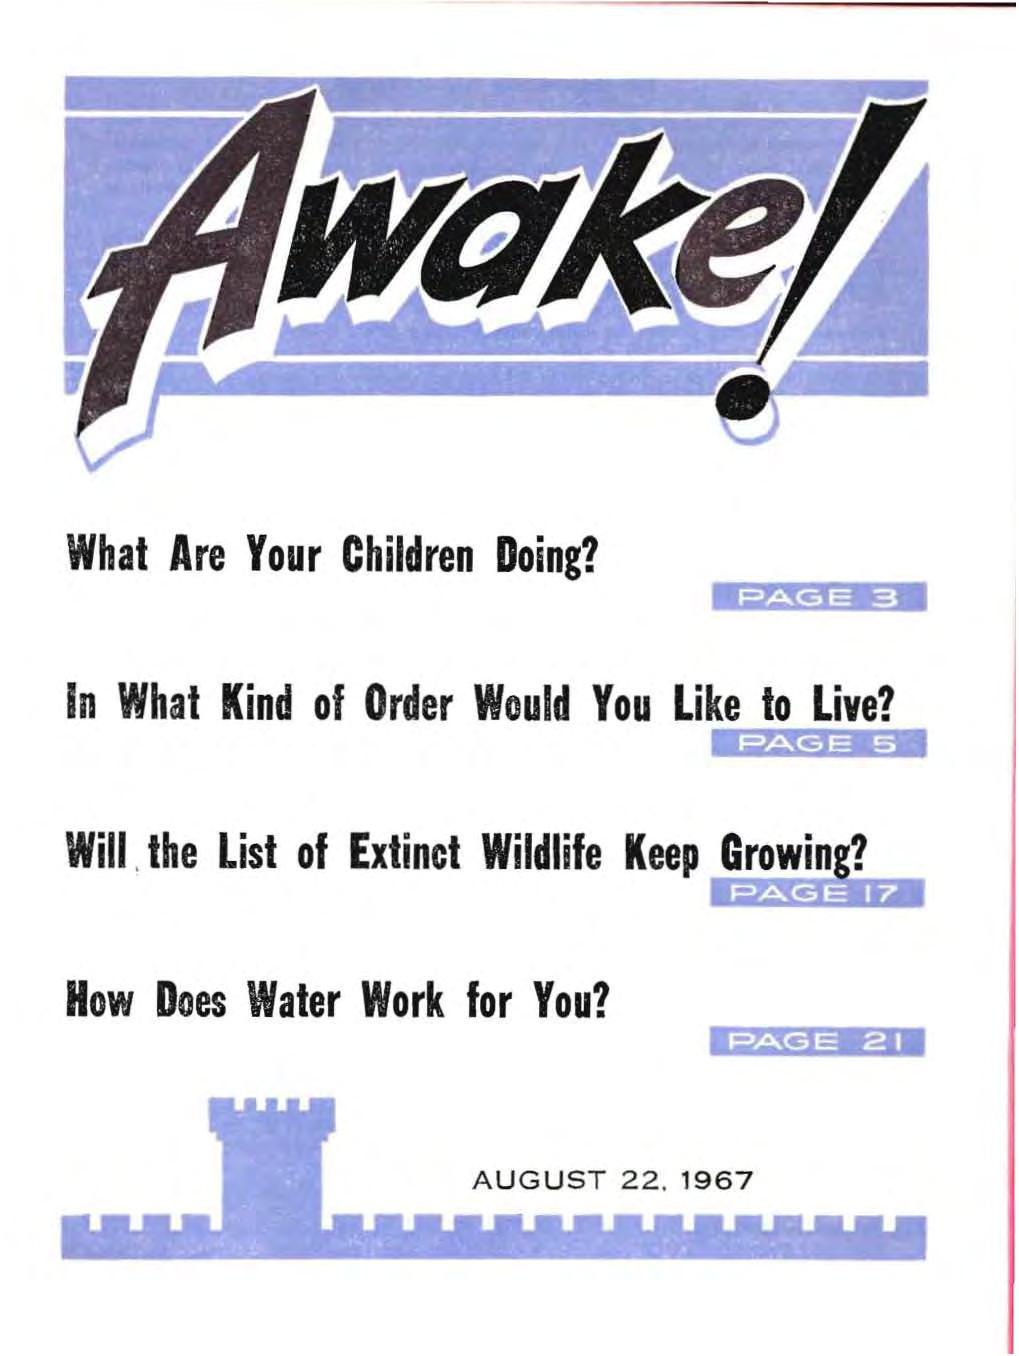 Awake!
What Are Your Children Doing?
PAGE 3
In What Kind of Order Would You Like to Live?
PAGE 5
Will the List of Extinct Wildlife Keep Growing?
PAGE 17
How Does Water Work for You?
PAGE 21
AUGUST 22, 1967